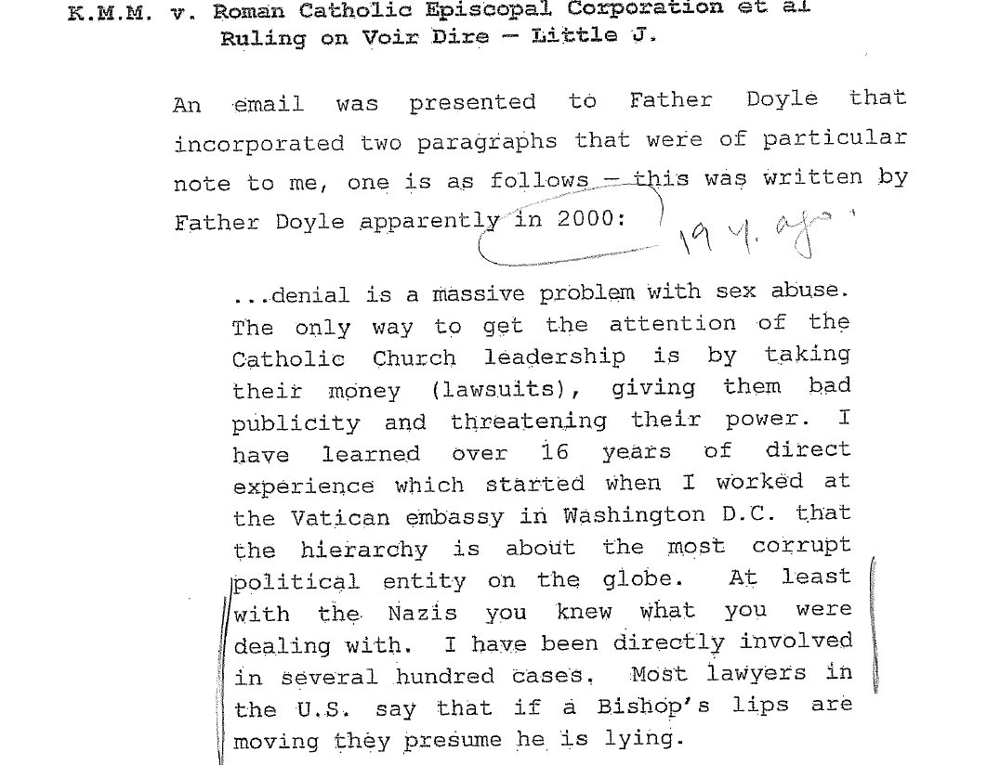 K.M.M. v. Roman Catholic Episcopal Corporation et al
Ruling on Voir Dire — Little J.
An email was presented to Father Doyle that
incorporated two paragraphs that were of particular
note to me, one is as follows — this was written by
Father Doyle apparently in 2000:
19 y. ago.
...denial is a massive problem with sex abuse.
The only way to get the attention of the
Catholic Church leadership is by taking
their money (lawsuits), giving them bad
publicity and threatening their power. I
have learned over 16 years of direct
experience which started when I worked at
the Vatican embassy in Washington D.C. that
the hierarchy is about the most corrupt
political entity on the globe. At least
with the Nazis you knew what you were
dealing with. I have been directly involved
in several hundred cases. Most lawyers in
the U.S. say that if a Bishop's lips are
moving they presume he is lying.